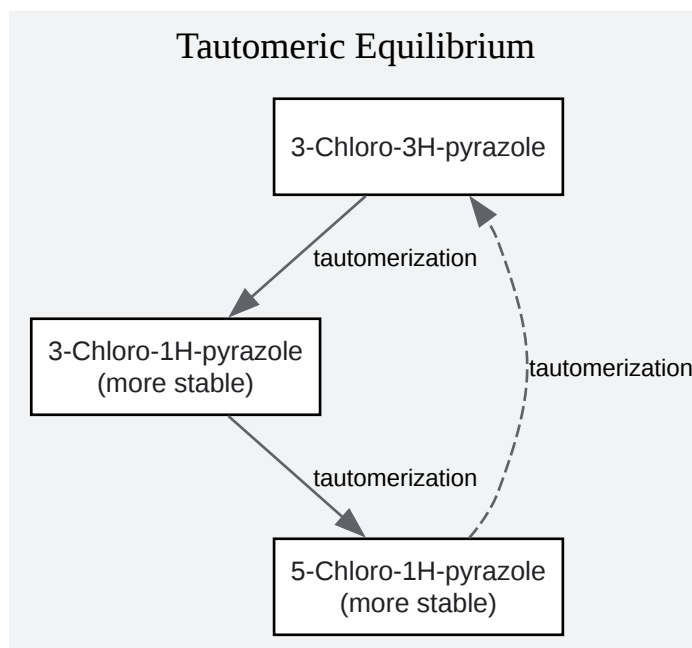 Tautomeric Equilibrium
3-Chloro-3H-pyrazole
tautomerization
3-Chloro-1H-pyrazole
(more stable)
tautomerization
tautomerization
5-Chloro-1H-pyrazole
(more stable)